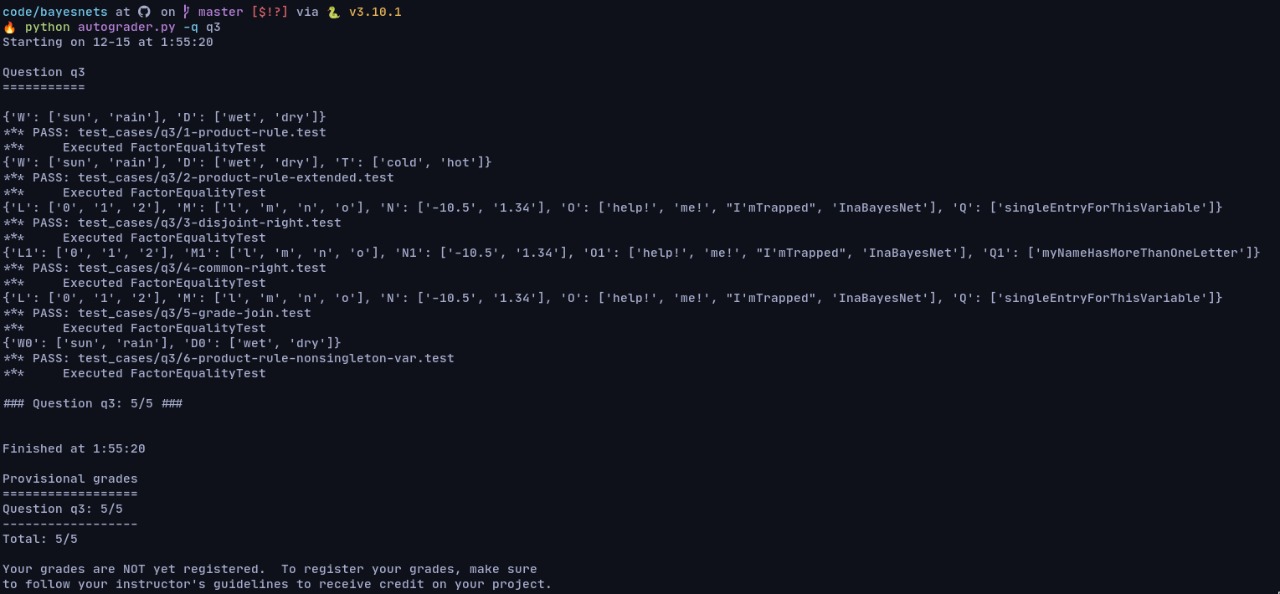 code/bayesnets at on master [$!?] via v3.10.1
python autograder.py -q q3
Starting on 12-15 at 1:55:20
Question q3
===========
{'W': ['sun', 'rain'], 'D': ['wet', 'dry']}
*** PASS: test_cases/q3/1-product-rule.test
***     Executed FactorEqualityTest
{'W': ['sun', 'rain'], 'D': ['wet', 'dry'], 'T': ['cold', 'hot']}
*** PASS: test_cases/q3/2-product-rule-extended.test
***     Executed FactorEqualityTest
{'L': ['0', '1', '2'], 'M': ['l', 'm', 'n', 'o'], 'N': ['-10.5', '1.34'], 'O': ['help!', 'me!', "I'mTrapped", 'InaBayesNet'], 'Q': ['singleEntryForThisVariable']}
*** PASS: test_cases/q3/3-disjoint-right.test
***     Executed FactorEqualityTest
{'L1': ['0', '1', '2'], 'M1': ['l', 'm', 'n', 'o'], 'N1': ['-10.5', '1.34'], 'O1': ['help!', 'me!', "I'mTrapped", 'InaBayesNet'], 'Q1': ['myNameHasMoreThanOneLetter']}
*** PASS: test_cases/q3/4-common-right.test
***     Executed FactorEqualityTest
{'L': ['0', '1', '2'], 'M': ['l', 'm', 'n', 'o'], 'N': ['-10.5', '1.34'], 'O': ['help!', 'me!', "I'mTrapped", 'InaBayesNet'], 'Q': ['singleEntryForThisVariable']}
*** PASS: test_cases/q3/5-grade-join.test
***     Executed FactorEqualityTest
{'W0': ['sun', 'rain'], 'D0': ['wet', 'dry']}
*** PASS: test_cases/q3/6-product-rule-nonsingleton-var.test
***     Executed FactorEqualityTest
### Question q3: 5/5 ###
Finished at 1:55:20
Provisional grades
==================
Question q3: 5/5
------------------
Total: 5/5
Your grades are NOT yet registered.  To register your grades, make sure
to follow your instructor's guidelines to receive credit on your project.